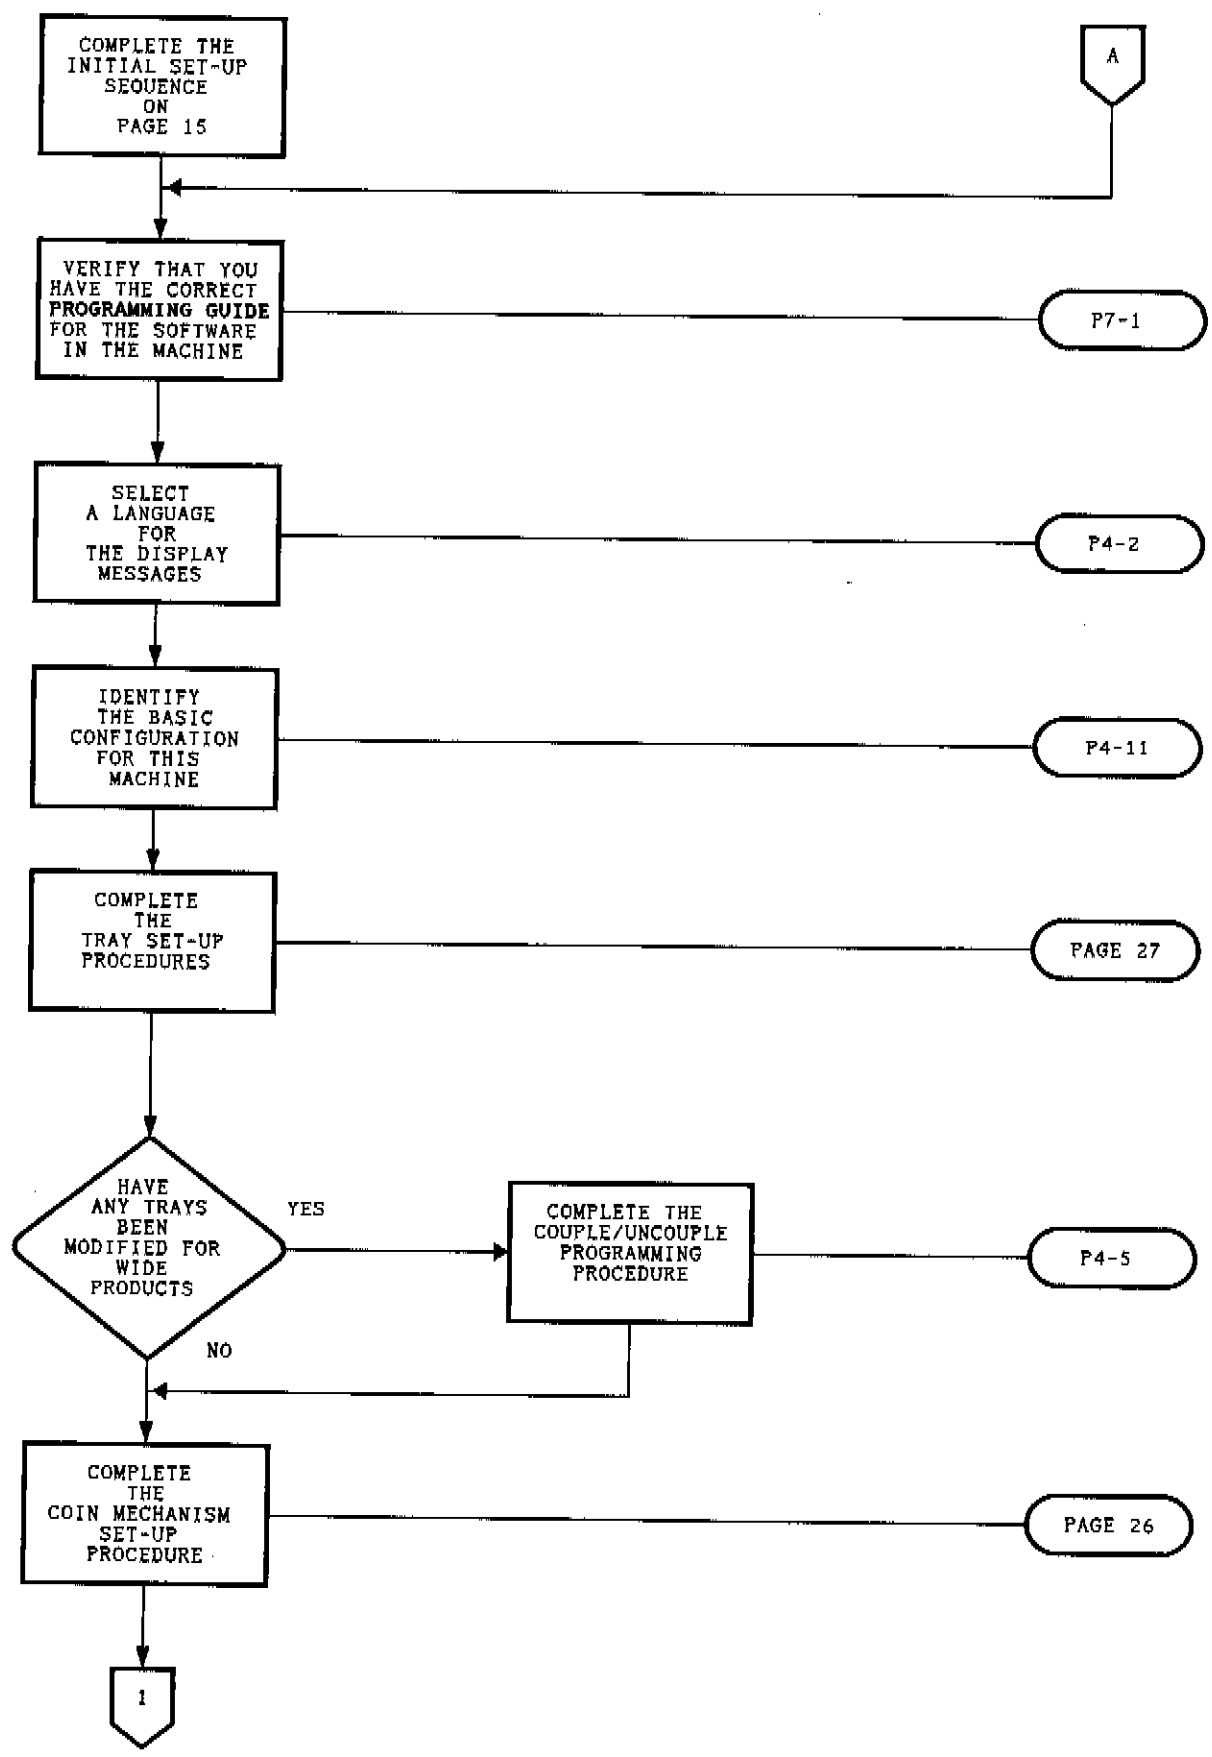 COMPLETE THE
INITIAL SET-UP
SEQUENCE
ON
PAGE 15
A
VERIFY THAT YOU
HAVE THE CORRECT
PROGRAMMING GUIDE
FOR THE SOFTWARE
IN THE MACHINE
P7-1
SELECT
A LANGUAGE
FOR
THE DISPLAY
MESSAGES
P4-2
IDENTIFY
THE BASIC
CONFIGURATION
FOR THIS
MACHINE
P4-11
COMPLETE
THE
TRAY SET-UP
PROCEDURES
PAGE 27
HAVE
ANY TRAYS
BEEN
MODIFIED FOR
WIDE
PRODUCTS
YES
COMPLETE THE
COUPLE/UNCOUPLE
PROGRAMMING
PROCEDURE
P4-5
NO
COMPLETE
THE
COIN MECHANISM
SET-UP
PROCEDURE
PAGE 26
1